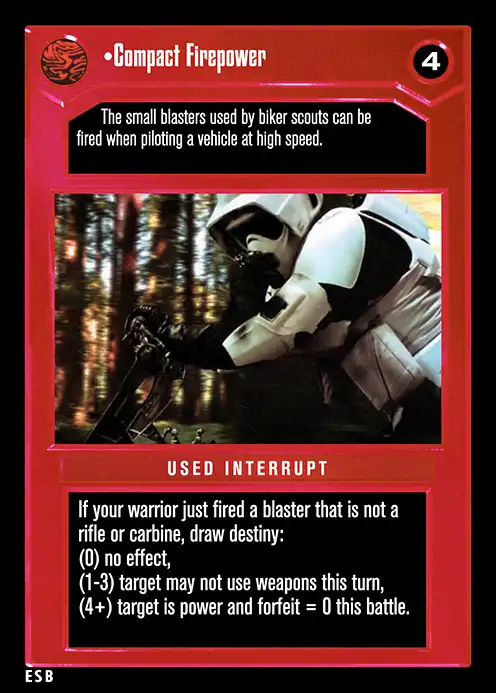 •Compact Firepower
4
The small blasters used by biker scouts can be
fired when piloting a vehicle at high speed.
USED INTERRUPT
If your warrior just fired a blaster that is not a
rifle or carbine, draw destiny:
(0) no effect,
(1-3) target may not use weapons this turn,
(4+) target is power and forfeit = 0 this battle.
ESB